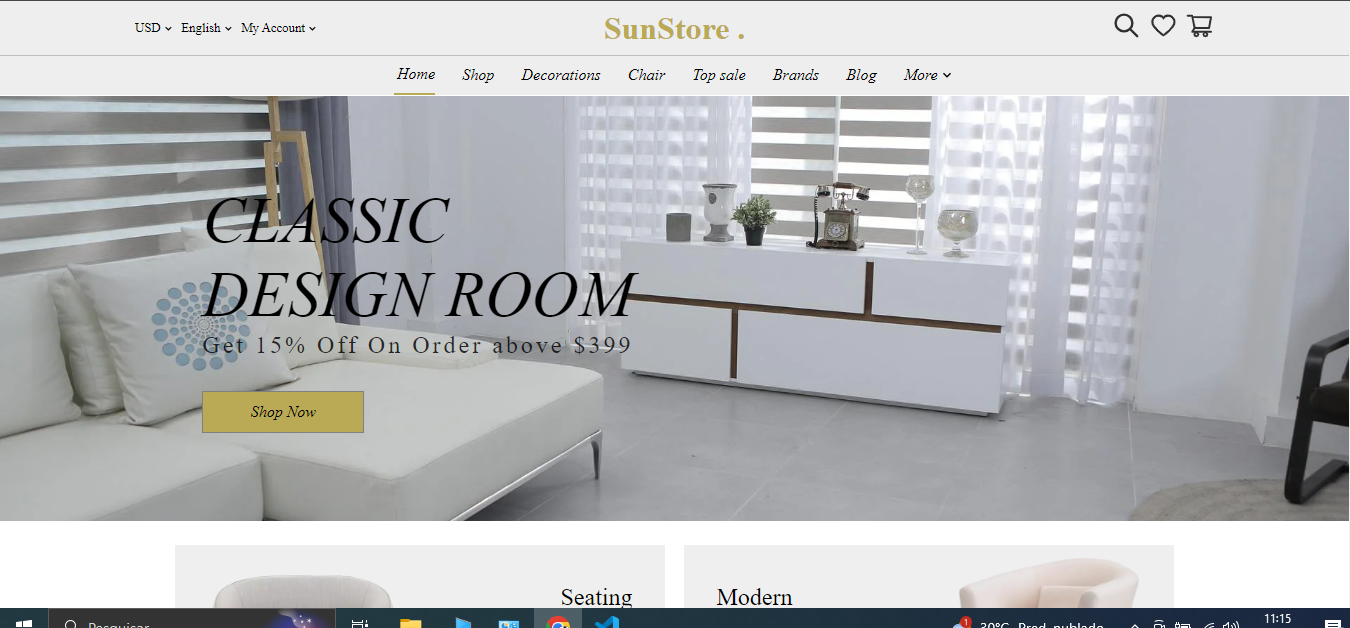 USD English My Account
SunStore .
Home Shop Decorations Chair Top sale Brands Blog More
CLASSIC
DESIGN ROOM
Get 15% Off On Order above $399
Shop Now
Seating
Modern
Pesquisar
1
30°C Pred. nublado
11:15